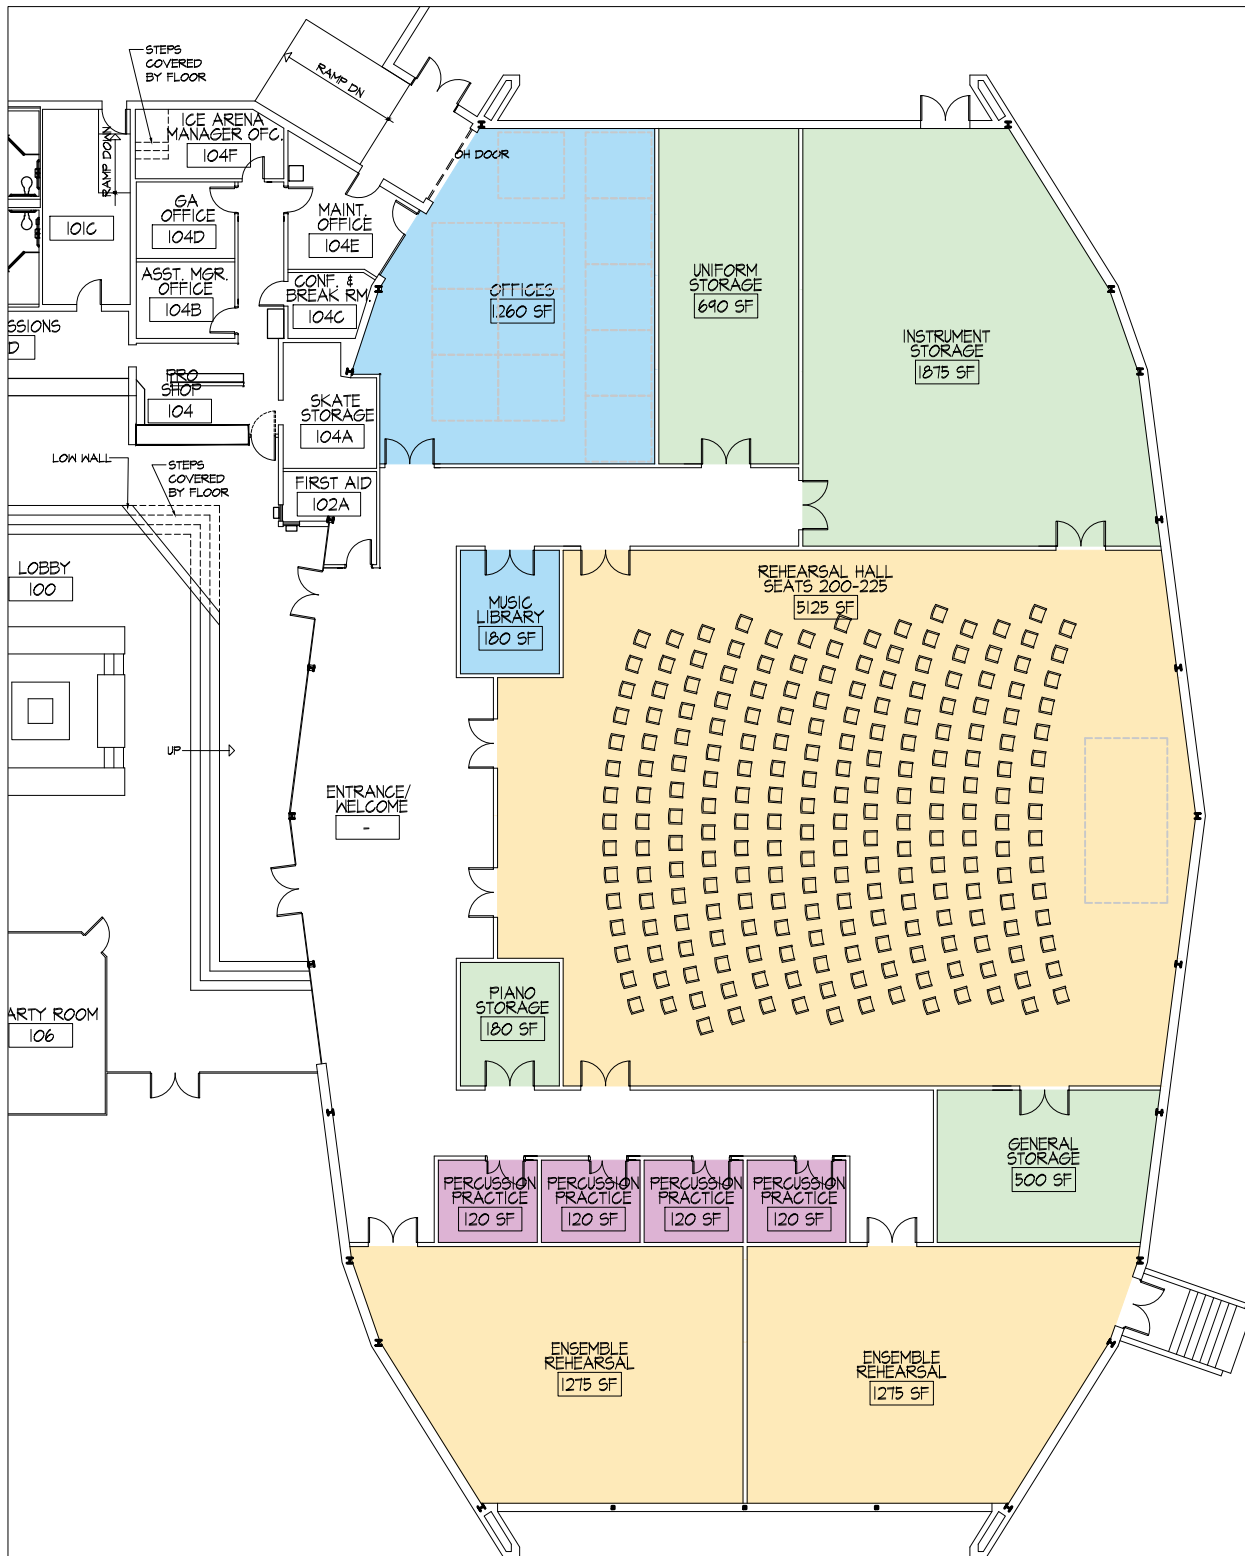 STEPS
COVERED
BY FLOOR
RAMP DN
ICE ARENA
MANAGER OFC.
104F
OH DOOR
RAMP DOWN
101C
GA
OFFICE
104D
MAINT.
OFFICE
104E
ASST. MGR.
OFFICE
104B
CONF. &
BREAK RM.
104C
OFFICES
1260 SF
UNIFORM
STORAGE
690 SF
INSTRUMENT
STORAGE
1875 SF
SSIONS
PRO
SHOP
104
SKATE
STORAGE
104A
LOW WALL
STEPS
COVERED
BY FLOOR
FIRST AID
102A
LOBBY
100
MUSIC
LIBRARY
180 SF
REHEARSAL HALL
SEATS 200-225
5125 SF
UP
ENTRANCE/
WELCOME
-
ARTY ROOM
106
PIANO
STORAGE
180 SF
GENERAL
STORAGE
500 SF
PERCUSSION
PRACTICE
120 SF
PERCUSSION
PRACTICE
120 SF
PERCUSSION
PRACTICE
120 SF
PERCUSSION
PRACTICE
120 SF
ENSEMBLE
REHEARSAL
1275 SF
ENSEMBLE
REHEARSAL
1275 SF